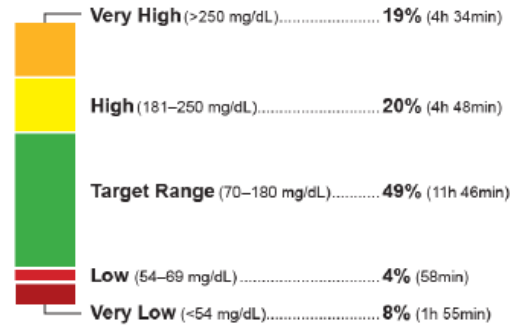 Very High (>250 mg/dL)............................ 19% (4h 34min)
High (181–250 mg/dL)............................ 20% (4h 48min)
Target Range (70–180 mg/dL)........... 49% (11h 46min)
Low (54–69 mg/dL)................................ 4% (58min)
Very Low (<54 mg/dL)............................ 8% (1h 55min)